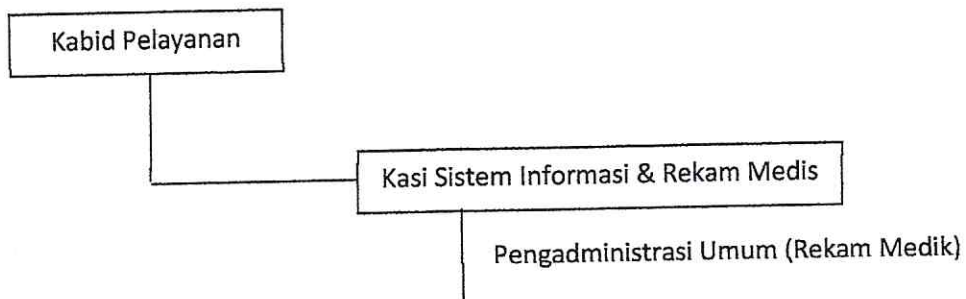 Kabid Pelayanan
Kasi Sistem Informasi & Rekam Medis
Pengadministrasi Umum (Rekam Medik)